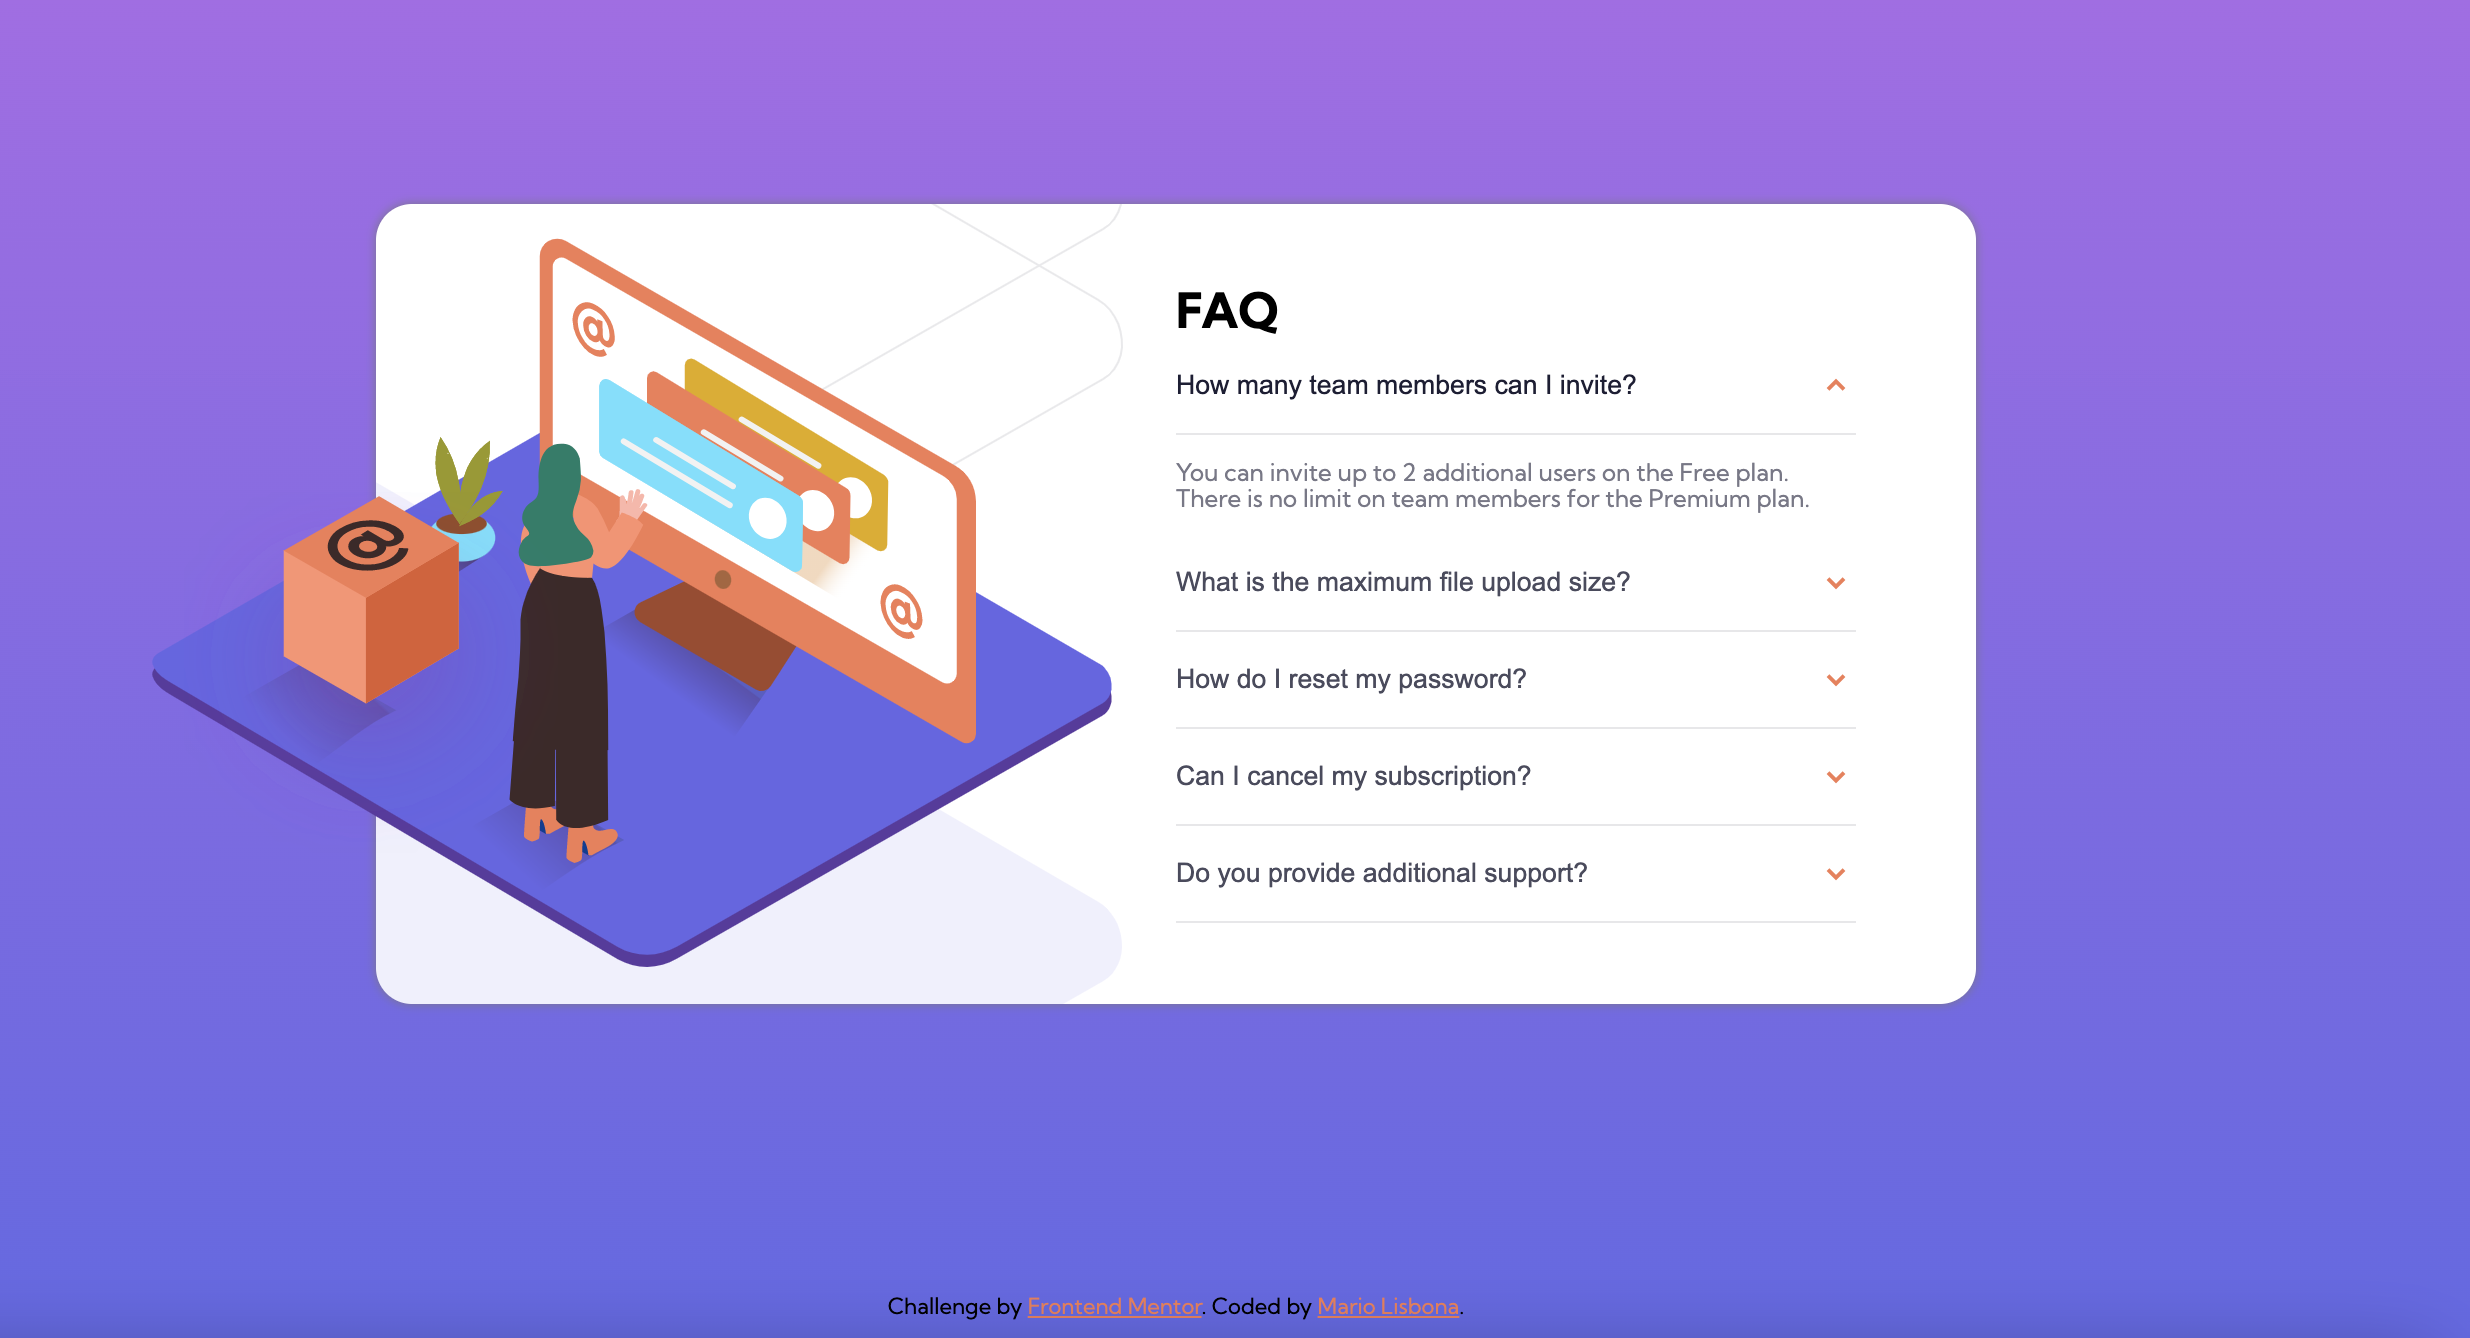 @
FAQ
How many team members can I invite?
You can invite up to 2 additional users on the Free plan.
There is no limit on team members for the Premium plan.
@
What is the maximum file upload size?
@
How do I reset my password?
Can I cancel my subscription?
Do you provide additional support?
Challenge by Frontend Mentor. Coded by Mario Lisbona.